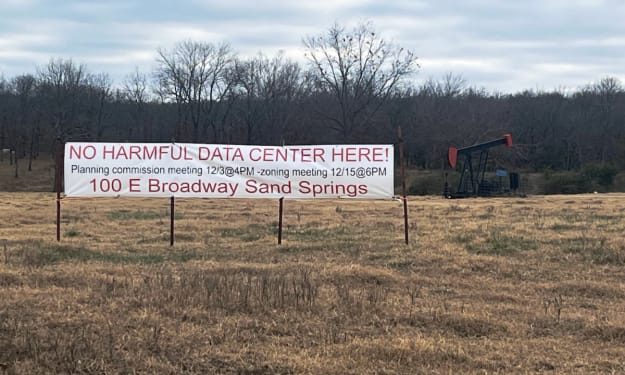 NO HARMFUL DATA CENTER HERE!
Planning commission meeting 12/3@4PM -zoning meeting 12/15@6PM
100 E Broadway Sand Springs